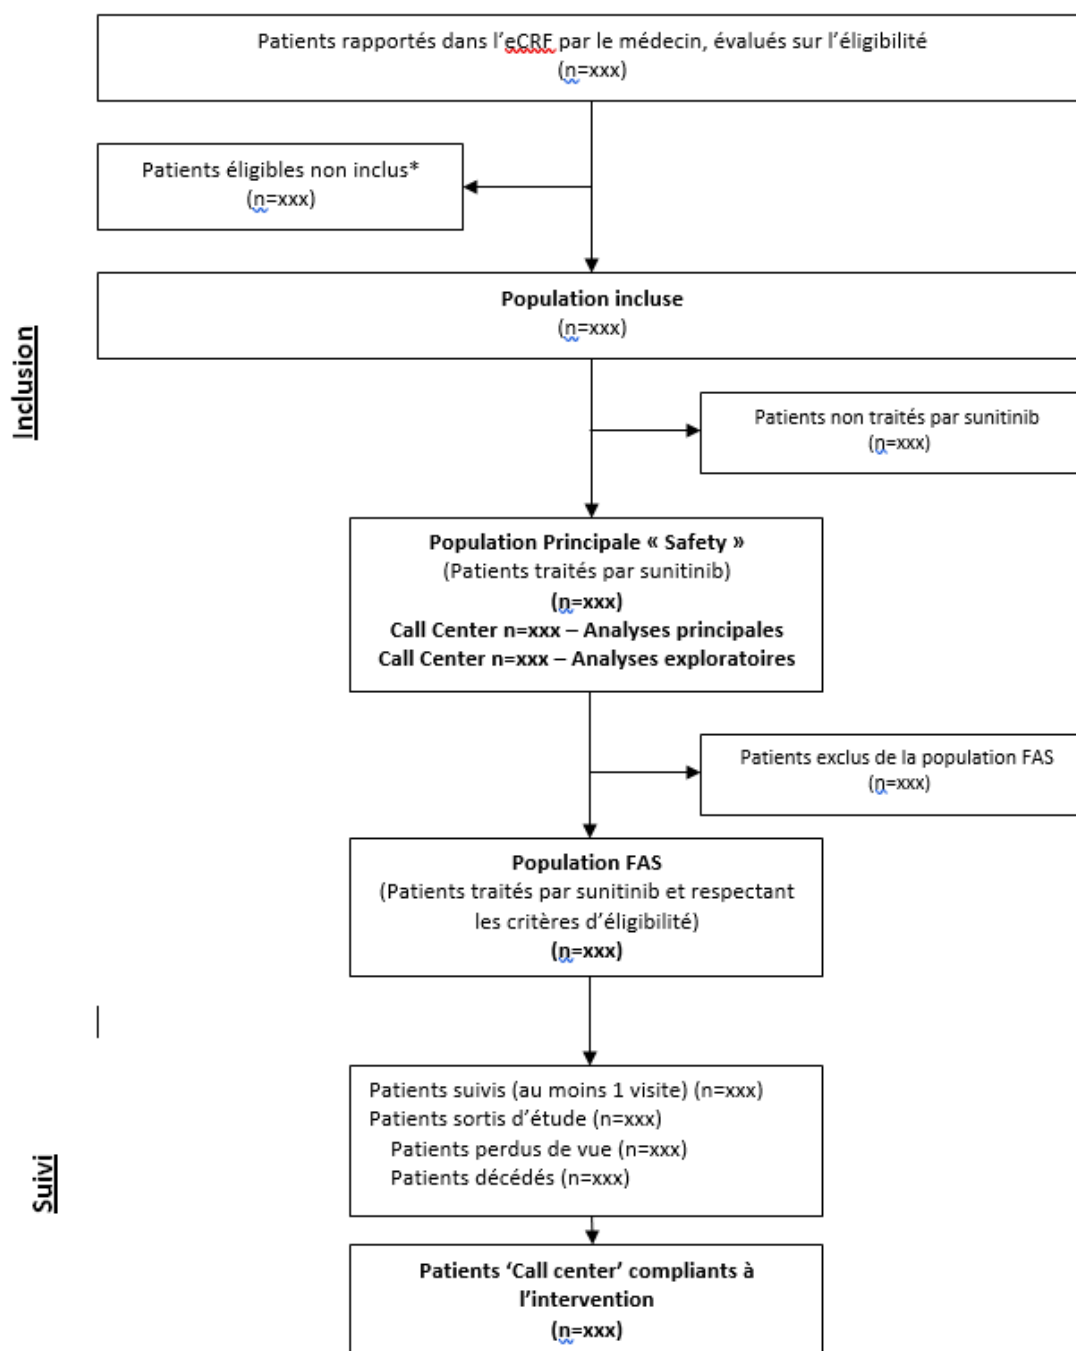 Patients rapportés dans l’eCRF par le médecin, évalués sur l’éligibilité
(n=xxx)
Patients éligibles non inclus*
(n=xxx)
Population incluse
(n=xxx)
Inclusion
Patients non traités par sunitinib
(n=xxx)
Population Principale « Safety »
(Patients traités par sunitinib)
(n=xxx)
Call Center n=xxx – Analyses principales
Call Center n=xxx – Analyses exploratoires
Patients exclus de la population FAS
(n=xxx)
Population FAS
(Patients traités par sunitinib et respectant
les critères d’éligibilité)
(n=xxx)
Suivi
Patients suivis (au moins 1 visite) (n=xxx)
Patients sortis d’étude (n=xxx)
Patients perdus de vue (n=xxx)
Patients décédés (n=xxx)
Patients ‘Call center’ compliants à
l’intervention
(n=xxx)